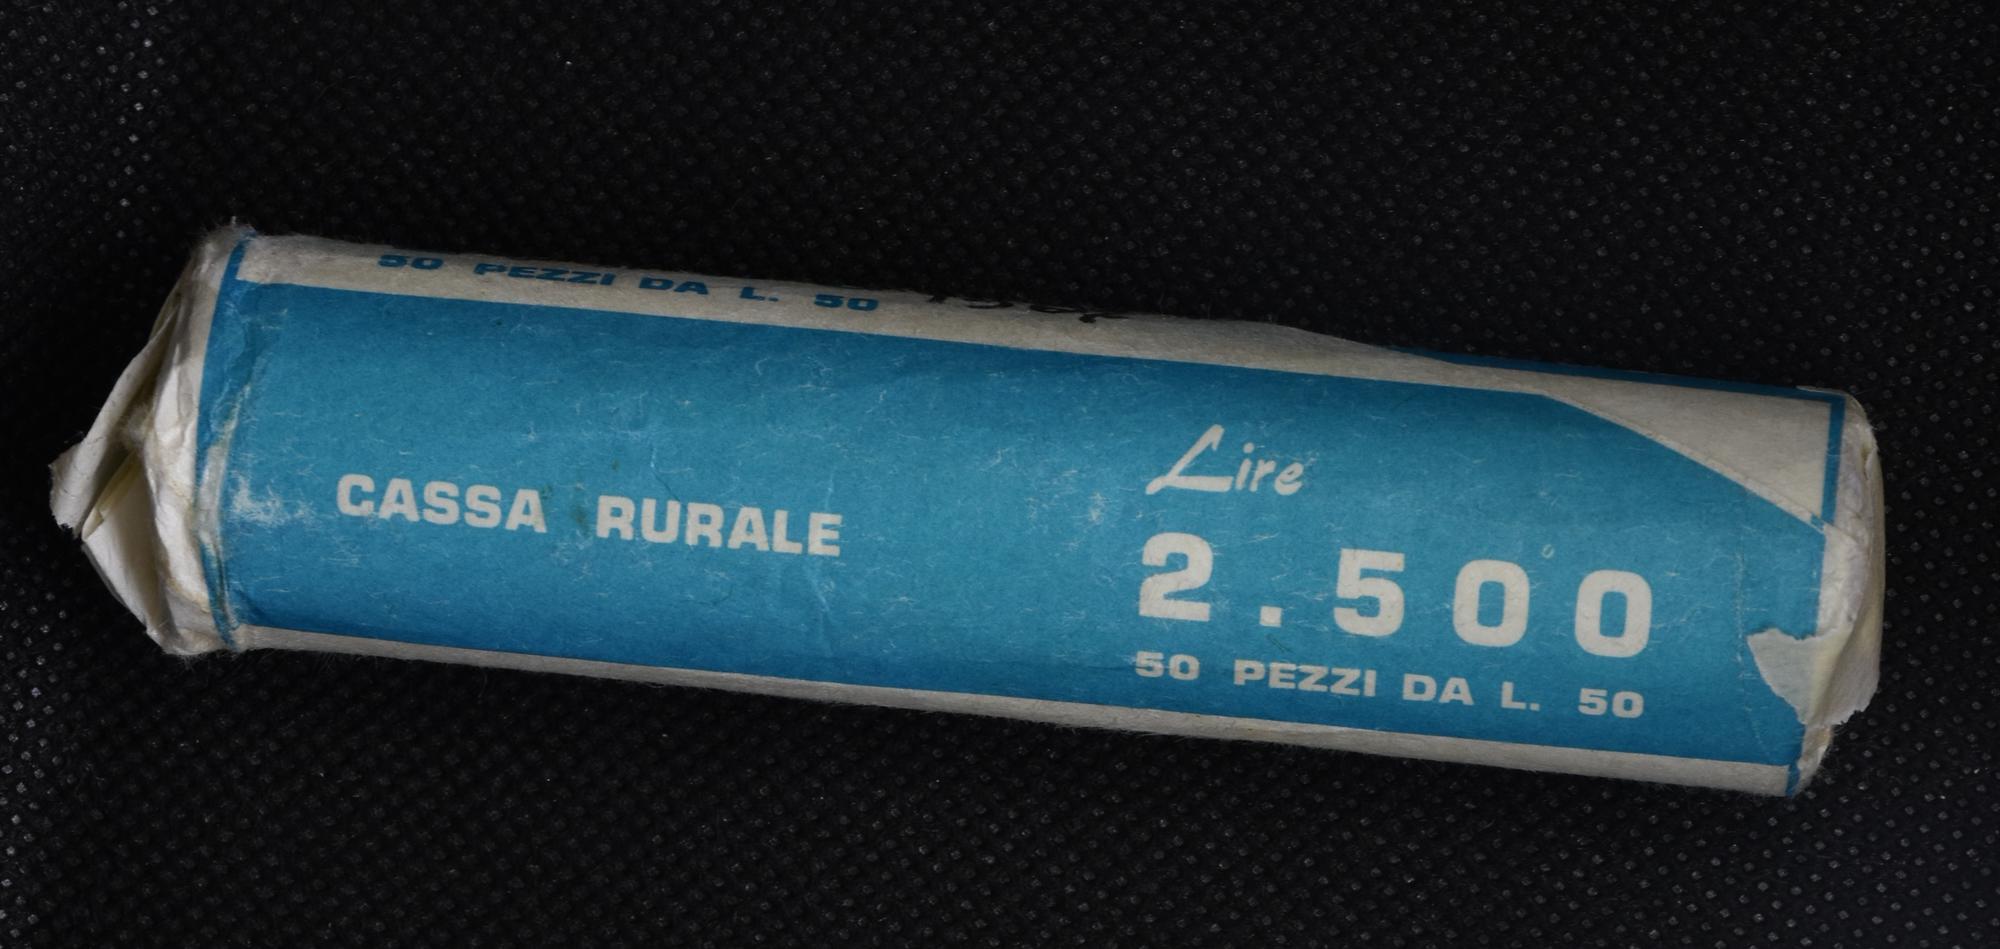 50 PEZZI DA L. 50
CASSA RURALE
Lire
2.500
50 PEZZI DA L. 50